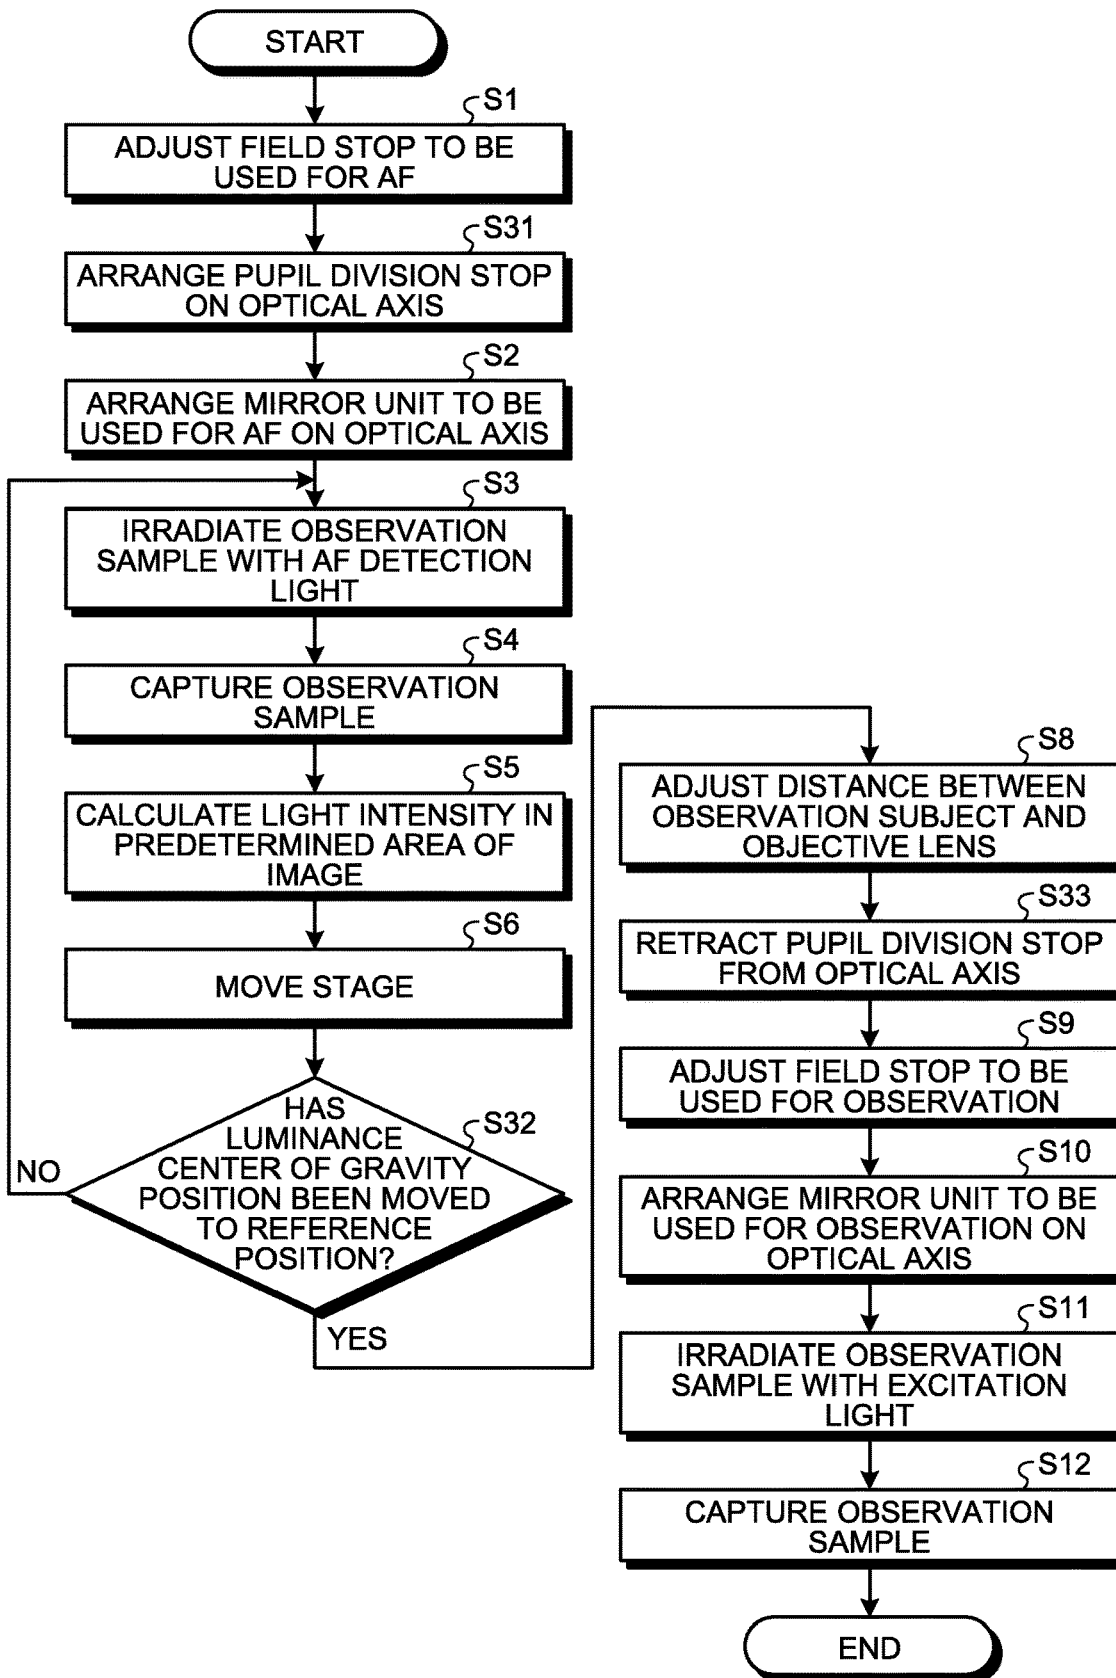 START
S1
ADJUST FIELD STOP TO BE
USED FOR AF
S31
ARRANGE PUPIL DIVISION STOP
ON OPTICAL AXIS
S2
ARRANGE MIRROR UNIT TO BE
USED FOR AF ON OPTICAL AXIS
S3
IRRADIATE OBSERVATION
SAMPLE WITH AF DETECTION
LIGHT
S4
CAPTURE OBSERVATION
SAMPLE
S5
CALCULATE LIGHT INTENSITY IN
PREDETERMINED AREA OF
IMAGE
S6
MOVE STAGE
S32
HAS
LUMINANCE
CENTER OF GRAVITY
POSITION BEEN MOVED
TO REFERENCE
POSITION?
NO
YES
S8
ADJUST DISTANCE BETWEEN
OBSERVATION SUBJECT AND
OBJECTIVE LENS
S33
RETRACT PUPIL DIVISION STOP
FROM OPTICAL AXIS
S9
ADJUST FIELD STOP TO BE
USED FOR OBSERVATION
S10
ARRANGE MIRROR UNIT TO BE
USED FOR OBSERVATION ON
OPTICAL AXIS
S11
IRRADIATE OBSERVATION
SAMPLE WITH EXCITATION
LIGHT
S12
CAPTURE OBSERVATION
SAMPLE
END